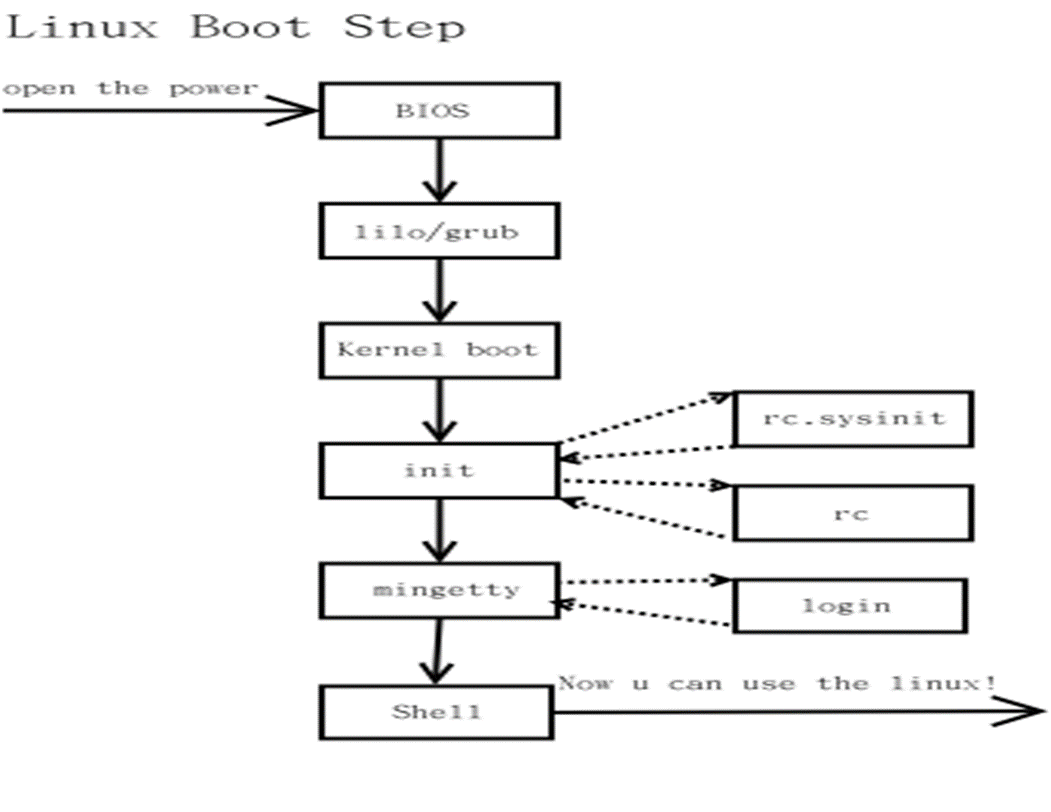 Linux Boot Step
open the power
BIOS
lilo/grub
Kernel boot
init
rc.sysinit
rc
mingetty
login
Shell
Now u can use the linux!